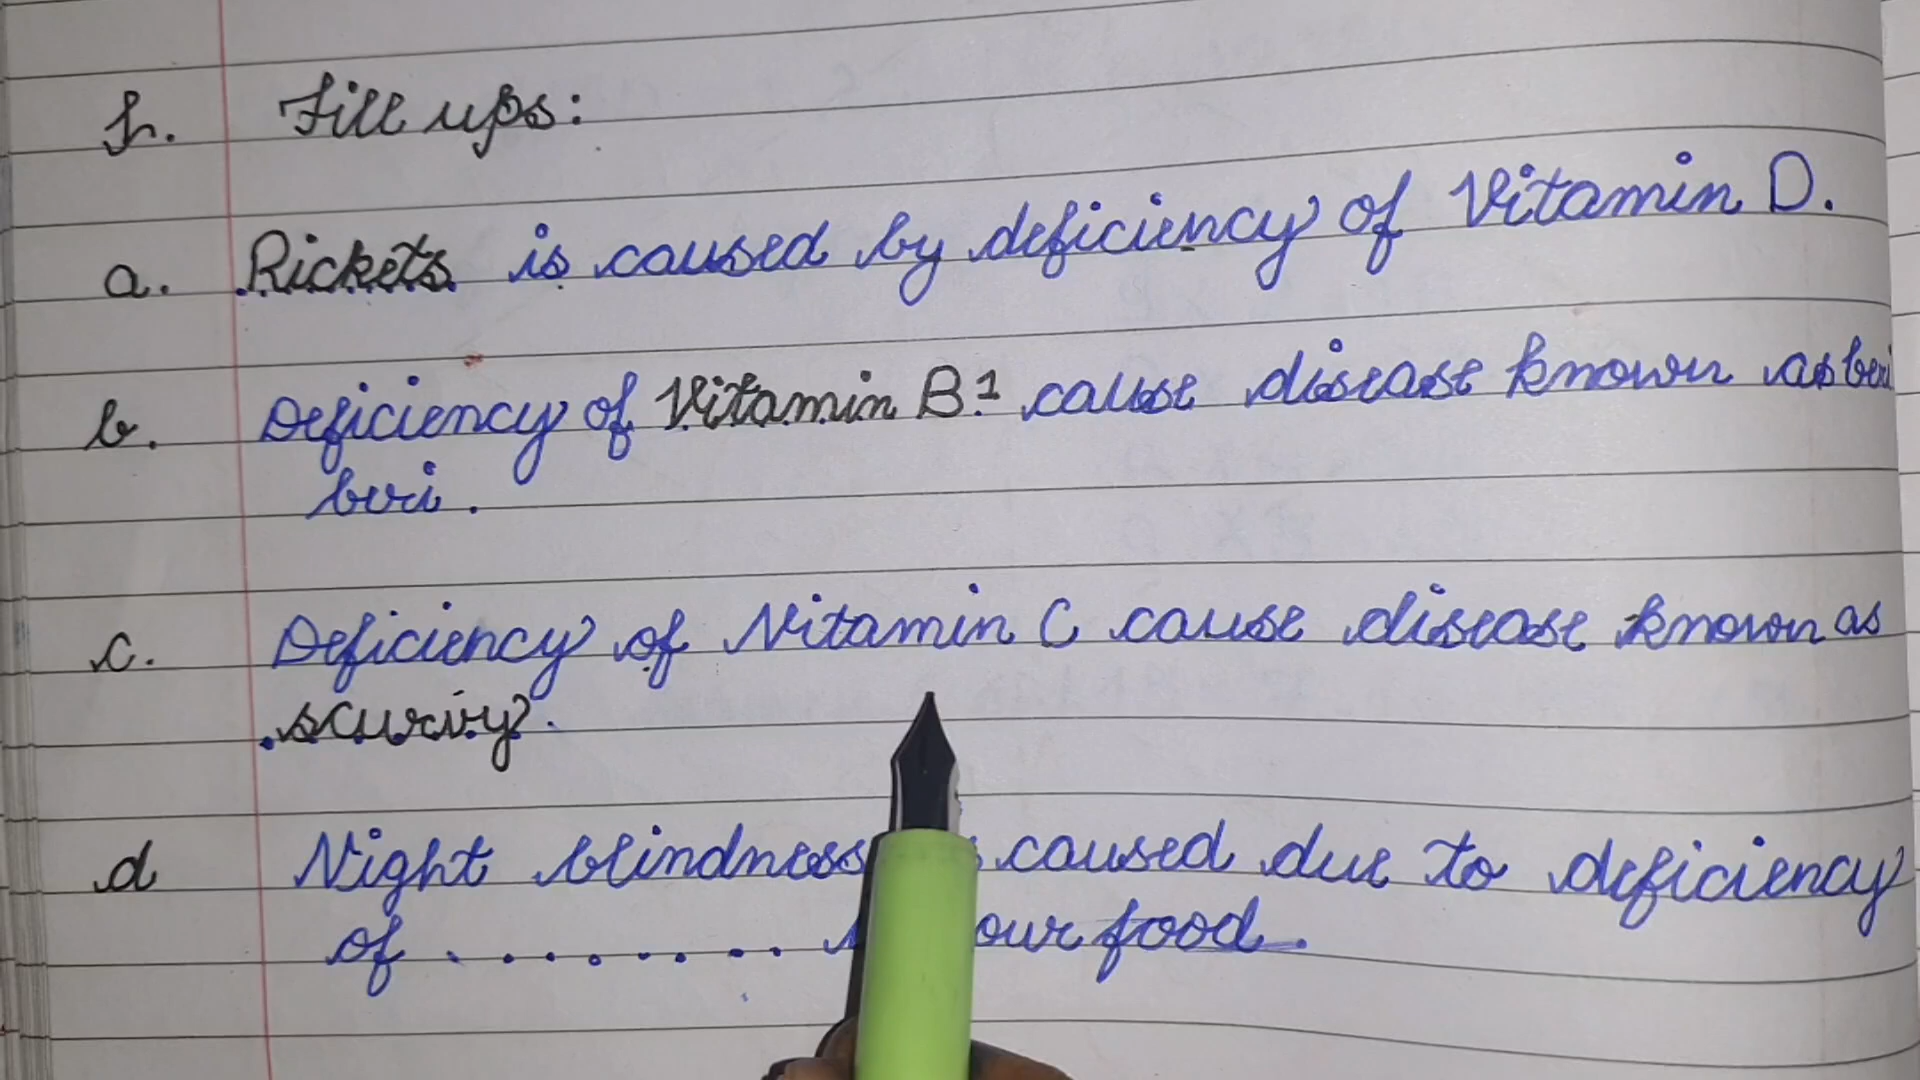 h. Fill ups:
a. Rickets is caused by deficiency of Vitamin D.
b. Deficiency of Vitamin B1 cause disease known as beri
beri.
c. Deficiency of Vitamin C cause disease known as
scurvy.
d Night blindness caused due to deficiency
of ........ our food.